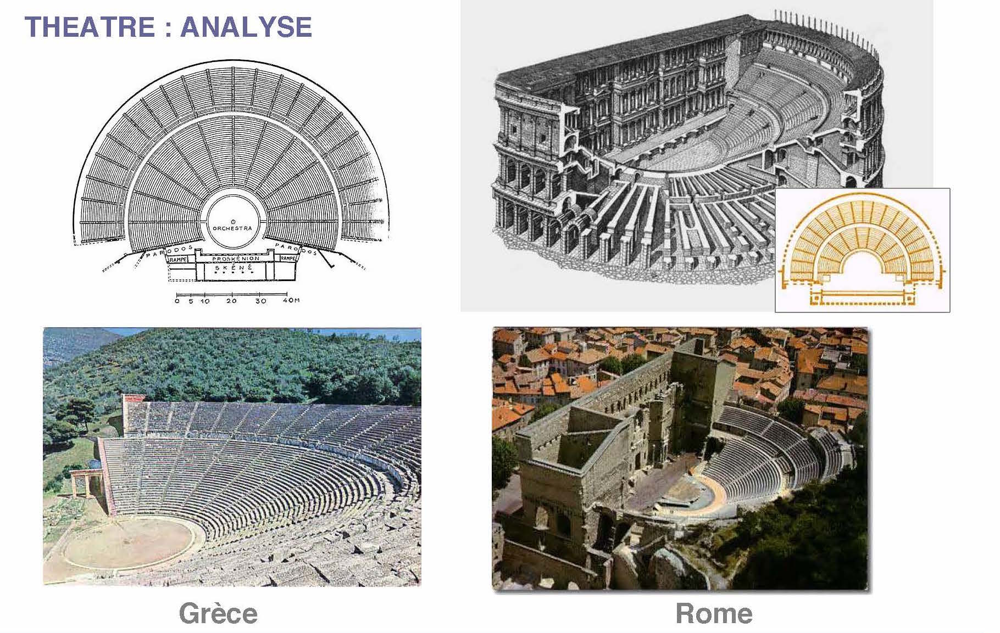 THEATRE : ANALYSE
ORCHESTRA
PARODOS
PARODOS
RAMPE
PROSKÉNION
RAMPE
SKÉNÉ
0 5 10 20 30 40M
Grèce
Rome